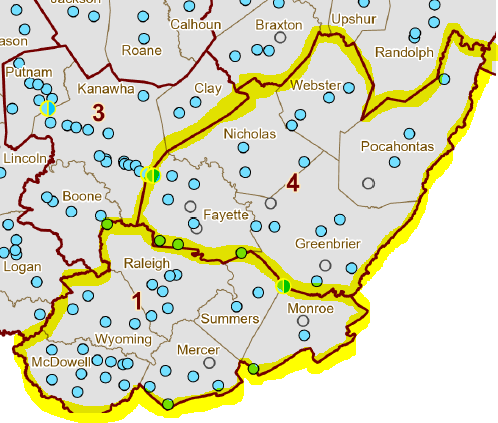 Jackson
Calhoun
Braxton
Upshur
ason
Roane
Randolph
Putnam
Kanawha
Clay
Webster
3
Nicholas
Pocahontas
Lincoln
4
Boone
Fayette
Greenbrier
Logan
Raleigh
1
Summers
Monroe
Wyoming
McDowell
Mercer